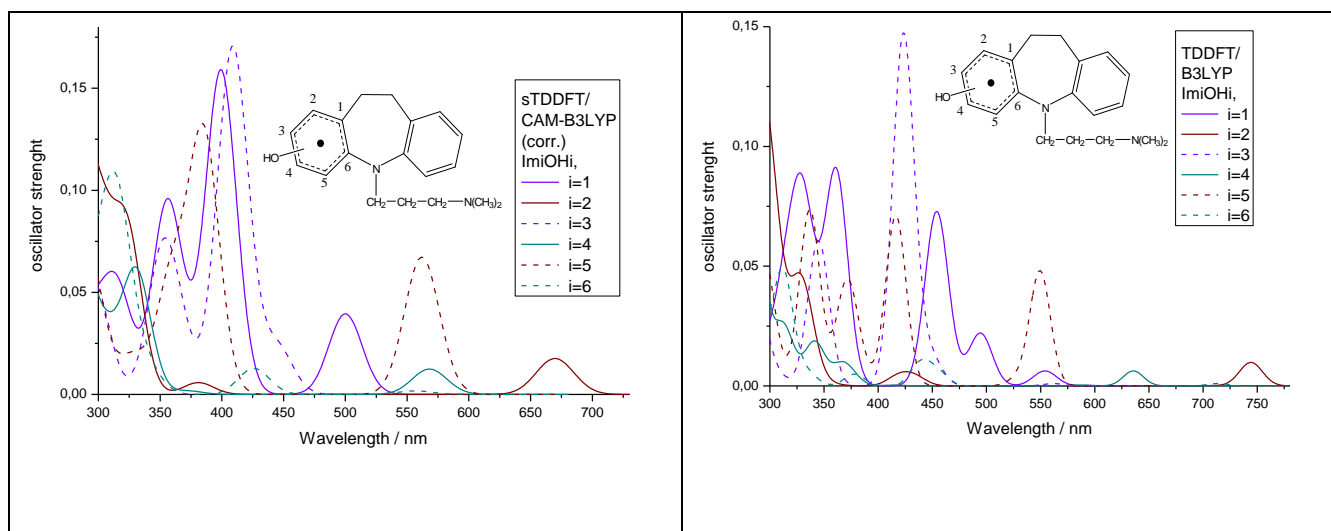 0,15
0,10
0,05
0,00
oscillator strenght
300 350 400 450 500 550 600 650 700
Wavelength / nm
2
1
3
HO
4
6
5
N
CH2—CH2—CH2
N(CH3)2
sTDDFT/
CAM-B3LYP
(corr.)
ImiOHi,
i=1
i=2
i=3
i=4
i=5
i=6
0,15
0,10
0,05
0,00
oscillator strenght
300 350 400 450 500 550 600 650 700 750
Wavelength / nm
2
1
3
HO
4
6
5
N
CH2—CH2—CH2
N(CH3)2
TDDFT/
B3LYP
ImiOHi,
i=1
i=2
i=3
i=4
i=5
i=6